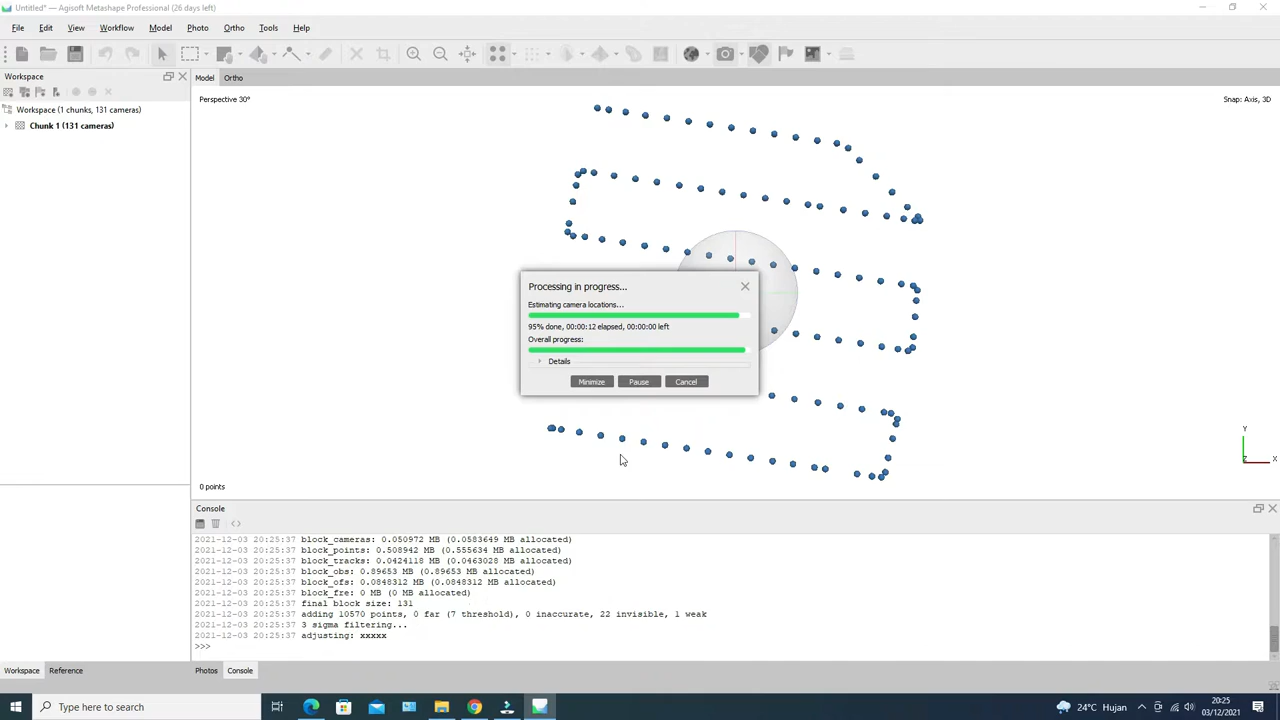 Untitled* — Agisoft Metashape Professional (26 days left)
File Edit View Workflow Model Photo Ortho Tools Help
Workspace
Model Ortho
Perspective 30°
Snap: Axis, 3D
Workspace (1 chunks, 131 cameras)
Chunk 1 (131 cameras)
Processing in progress...
Estimating camera locations...
95% done, 00:00:12 elapsed, 00:00:00 left
Overall progress:
Details
Minimize Pause Cancel
Y
Z X
0 points
Console
2021-12-03 20:25:37 block_cameras: 0.050972 MB (0.0583649 MB allocated)
2021-12-03 20:25:37 block_points: 0.508942 MB (0.555634 MB allocated)
2021-12-03 20:25:37 block_tracks: 0.0424118 MB (0.0463028 MB allocated)
2021-12-03 20:25:37 block_obs: 0.89653 MB (0.89653 MB allocated)
2021-12-03 20:25:37 block_ofs: 0.0848312 MB (0.0848312 MB allocated)
2021-12-03 20:25:37 block_fre: 0 MB (0 MB allocated)
2021-12-03 20:25:37 final block size: 131
2021-12-03 20:25:37 adding 10570 points, 0 far (7 threshold), 0 inaccurate, 22 invisible, 1 weak
2021-12-03 20:25:37 3 sigma filtering...
2021-12-03 20:25:37 adjusting: xxxxx
>>>
Workspace Reference Photos Console
Type here to search
24°C Hujan
20:25
03/12/2021